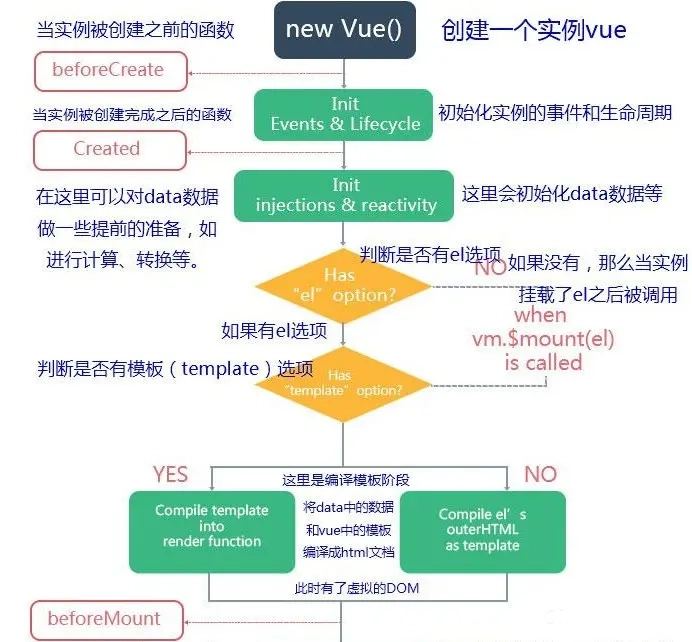 当实例被创建之前的函数
new Vue()
创建一个实例vue
beforeCreate
当实例被创建完成之后的函数
Init
Events & Lifecycle
初始化实例的事件和生命周期
Created
在这里可以对data数据
做一些提前的准备，如
进行计算、转换等。
Init
injections & reactivity
这里会初始化data数据等
判断是否有el选项
Has
“el” option?
NO
如果没有，那么当实例
挂载了el之后被调用
when
vm.$mount(el)
is called
如果有el选项
判断是否有模板（template）选项
Has
“template” option?
YES
这里是编译模板阶段
NO
Compile template
into
render function
将data中的数据
和vue中的模板
编译成html文档
Compile el’s
outerHTML
as template
此时有了虚拟的DOM
beforeMount